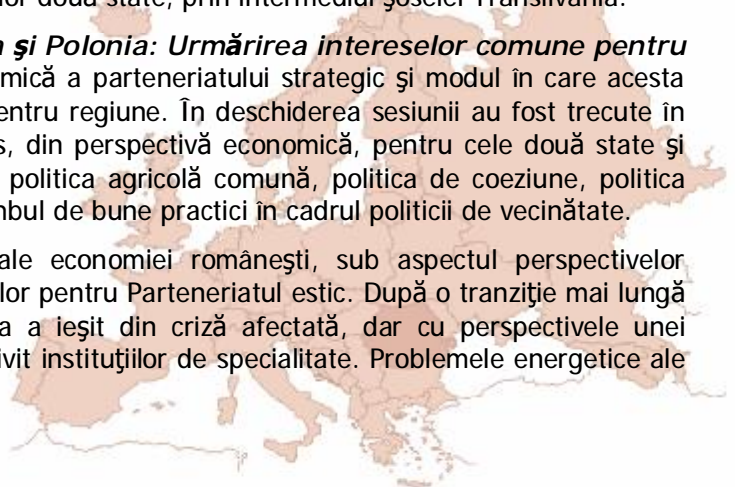 două state, prin intermediul șoselei Transilvania.
și Polonia: Urmărirea intereselor comune pentru
mică a parteneriatului strategic şi modul în care acesta
pentru regiune. În deschiderea sesiunii au fost trecute în
s, din perspectivă economică, pentru cele două state şi
politica agricolă comună, politica de coeziune, politica
mbul de bune practici în cadrul politicii de vecinătate.
ale economiei româneşti, sub aspectul perspectivelor
lor pentru Parteneriatul estic. După o tranziţie mai lungă
a a ieşit din criză afectată, dar cu perspectivele unei
ivit instituţiilor de specialitate. Problemele energetice ale